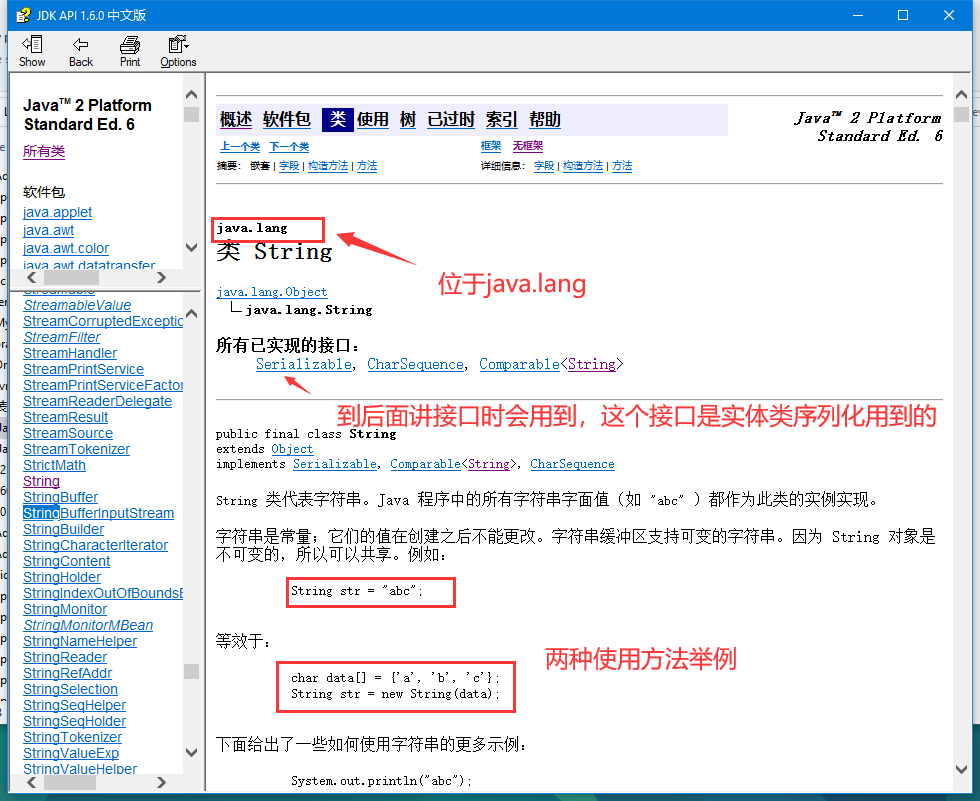 JDK API 1.6.0 中文版
Show Back Print Options
Java™ 2 Platform
Standard Ed. 6
所有类
软件包
java.applet
java.awt
java.awt.color
java.awt.datatransfer
Streamable
StreamableValue
StreamCorruptedExceptic
StreamFilter
StreamHandler
StreamPrintService
StreamPrintServiceFactor
StreamReaderDelegate
StreamResult
StreamSource
StreamTokenizer
StrictMath
String
StringBuffer
StringBufferInputStream
StringBuilder
StringCharacterIterator
StringContent
StringHolder
StringIndexOutOfBoundsE
StringMonitor
StringMonitorMBean
StringNameHelper
StringReader
StringRefAddr
StringSelection
StringSeqHelper
StringSeqHolder
StringTokenizer
StringValueExp
StringValueHelper
概述 软件包 类 使用 树 已过时 索引 帮助
Java™ 2 Platform
Standard Ed. 6
上一个类 下一个类 框架 无框架
摘要: 嵌套 | 字段 | 构造方法 | 方法 详细信息: 字段 | 构造方法 | 方法
java.lang
类 String
位于java.lang
java.lang.Object
java.lang.String
所有已实现的接口:
Serializable, CharSequence, Comparable<String>
到后面讲接口时会用到，这个接口是实体类序列化用到的
public final class String
extends Object
implements Serializable, Comparable<String>, CharSequence
String 类代表字符串。Java 程序中的所有字符串字面值（如 "abc" ）都作为此类的实例实现。
字符串是常量；它们的值在创建之后不能更改。字符串缓冲区支持可变的字符串。因为 String 对象是
不可变的，所以可以共享。例如：
String str = "abc";
等效于：
两种使用方法举例
char data[] = {'a', 'b', 'c'};
String str = new String(data);
下面给出了一些如何使用字符串的更多示例：
System.out.println("abc");